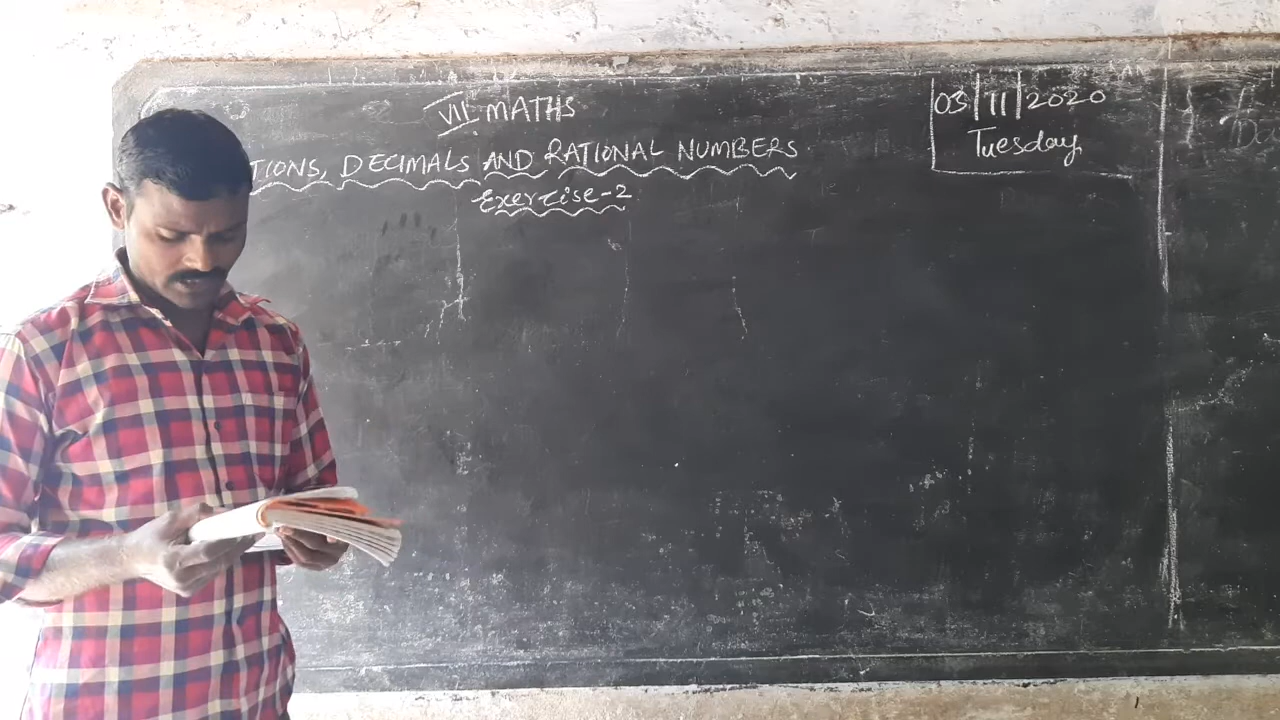 VII MATHS
03|11|2020
Tuesday
TIONS, DECIMALS AND RATIONAL NUMBERS
Exercise-2